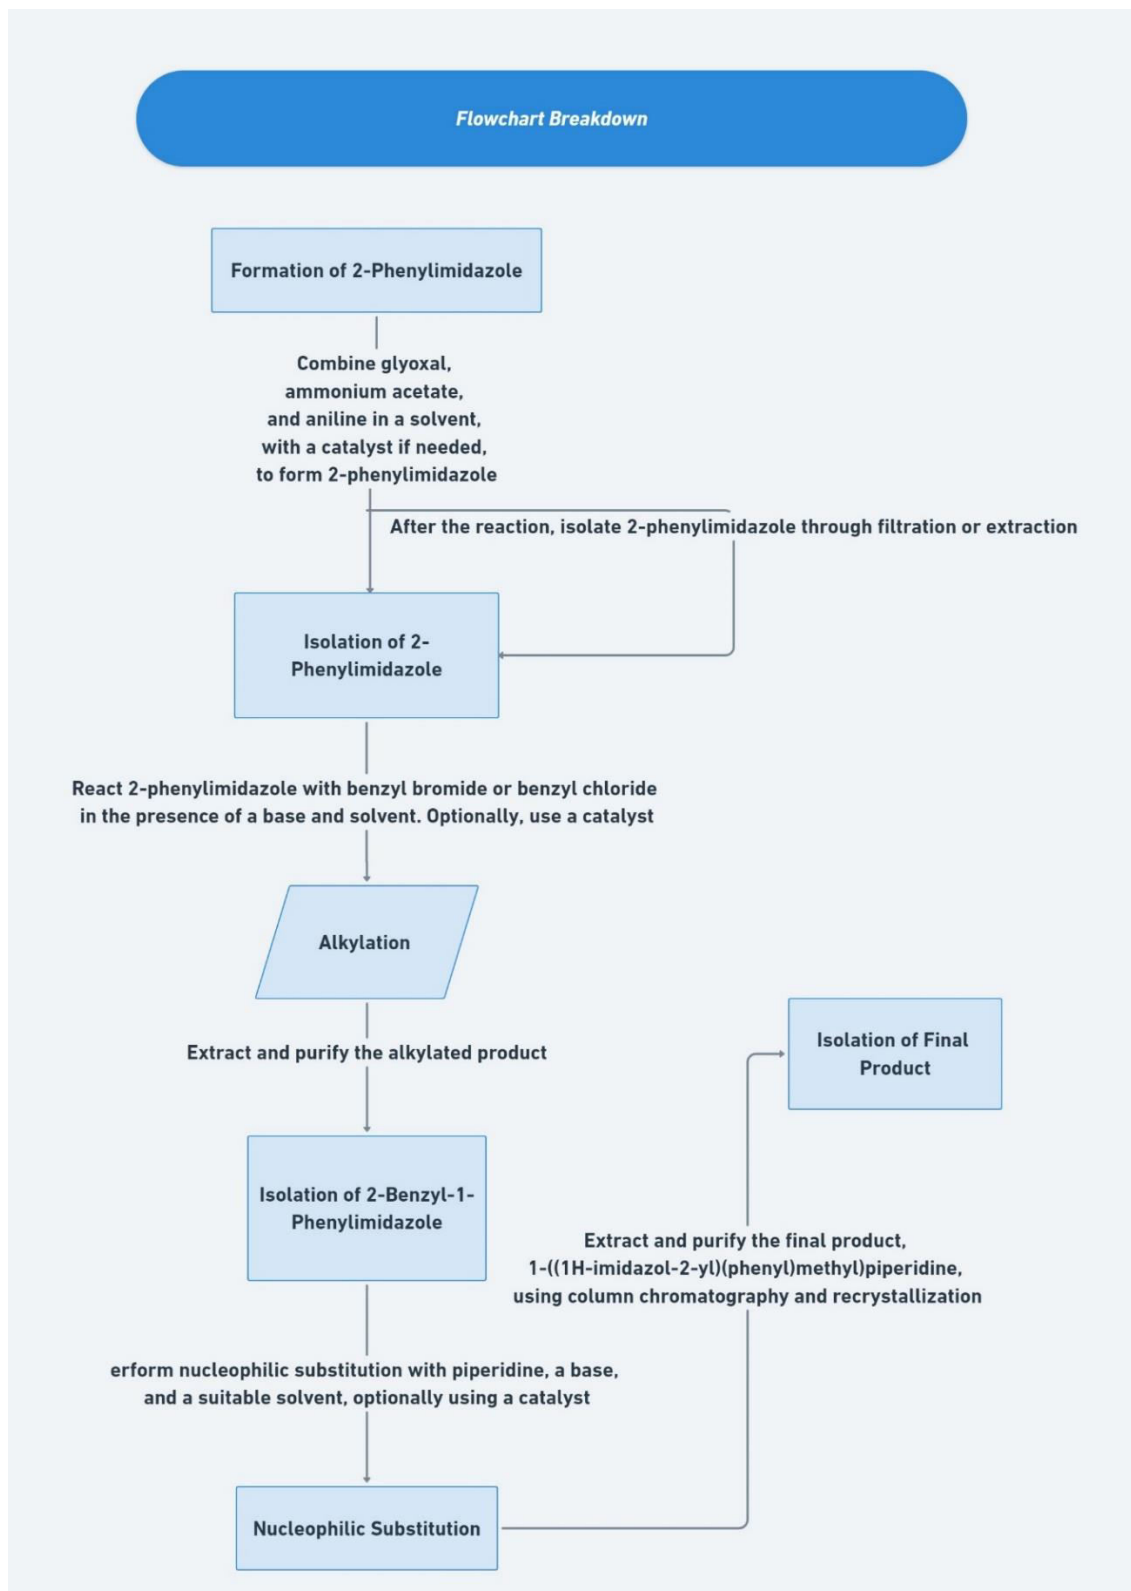 Flowchart Breakdown
Formation of 2-Phenylimidazole
Combine glyoxal,
ammonium acetate,
and aniline in a solvent,
with a catalyst if needed,
to form 2-phenylimidazole
After the reaction, isolate 2-phenylimidazole through filtration or extraction
Isolation of 2-
Phenylimidazole
React 2-phenylimidazole with benzyl bromide or benzyl chloride
in the presence of a base and solvent. Optionally, use a catalyst
Alkylation
Extract and purify the alkylated product
Isolation of 2-Benzyl-1-
Phenylimidazole
erform nucleophilic substitution with piperidine, a base,
and a suitable solvent, optionally using a catalyst
Nucleophilic Substitution
Extract and purify the final product,
1-((1H-imidazol-2-yl)(phenyl)methyl)piperidine,
using column chromatography and recrystallization
Isolation of Final
Product